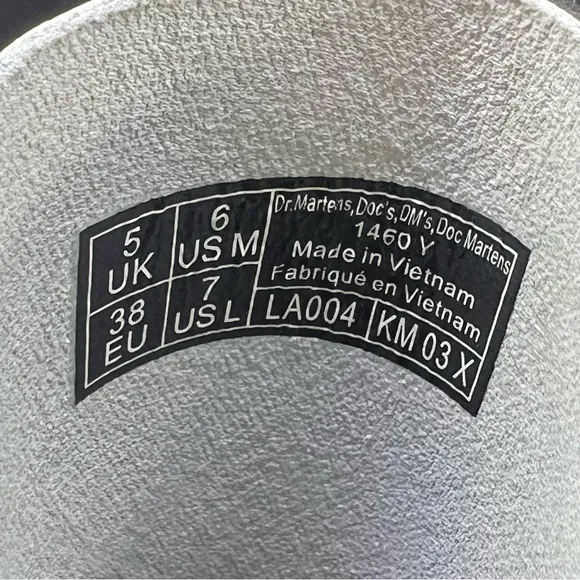 5
UK
6
US M
38
EU
7
US L
Dr.Martens,Doc's,DM's,Doc Martens
1460 Y
Made in Vietnam
Fabriqué en Vietnam
LA004
KM 03 X